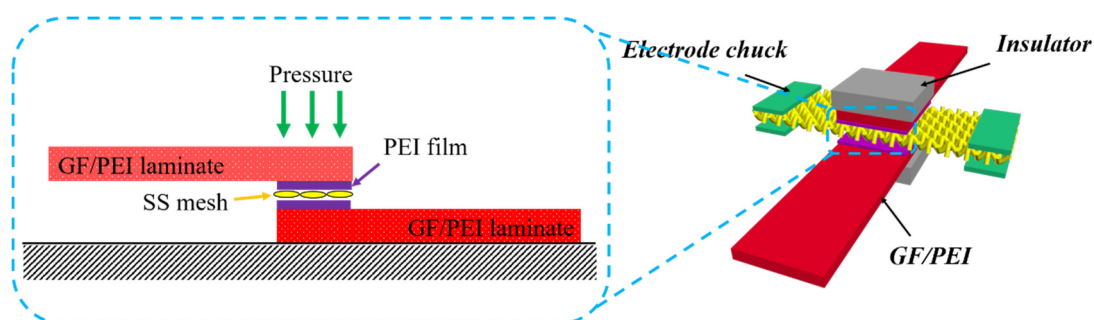 Pressure
GF/PEI laminate
PEI film
SS mesh
GF/PEI laminate
Electrode chuck
Insulator
GF/PEI